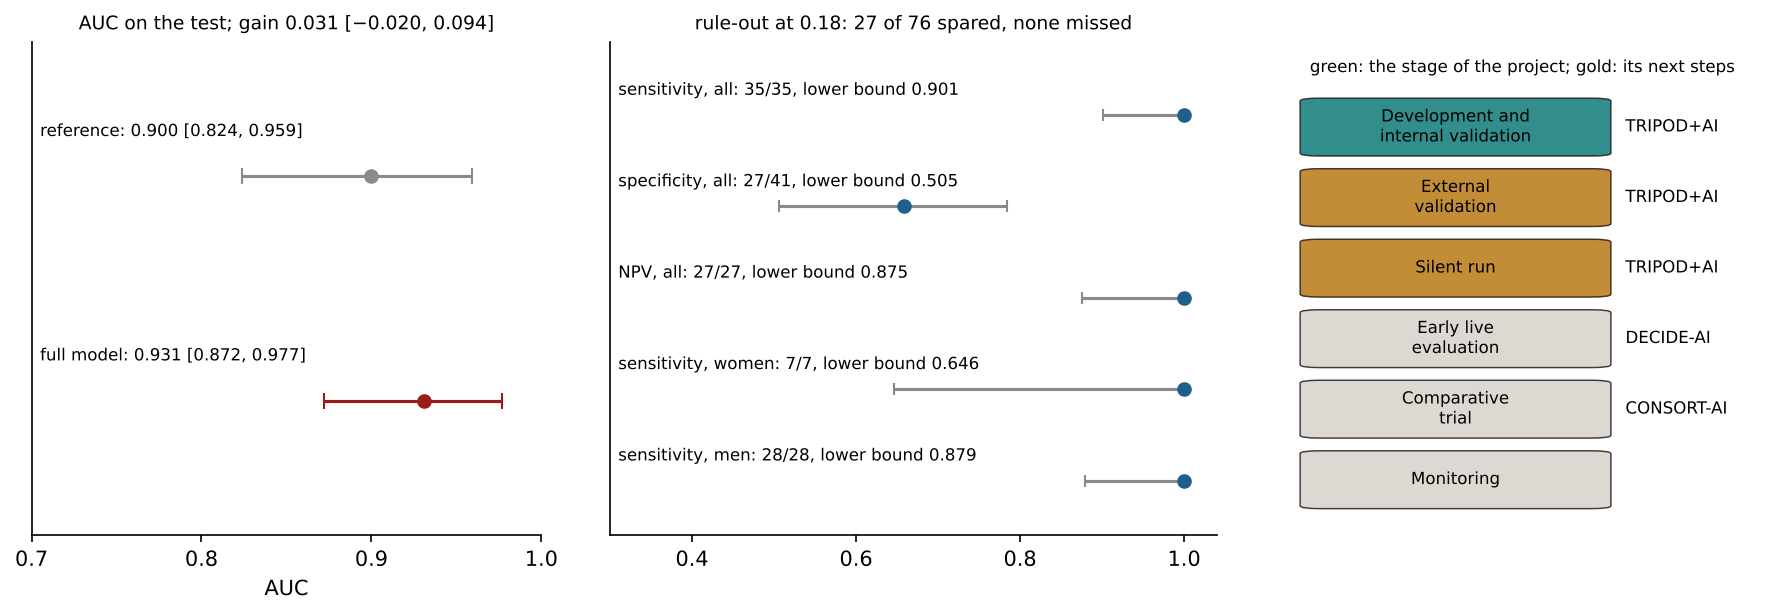 AUC on the test; gain 0.031 [−0.020, 0.094]
reference: 0.900 [0.824, 0.959]
full model: 0.931 [0.872, 0.977]
0.7 0.8 0.9 1.0
AUC
rule-out at 0.18: 27 of 76 spared, none missed
sensitivity, all: 35/35, lower bound 0.901
specificity, all: 27/41, lower bound 0.505
NPV, all: 27/27, lower bound 0.875
sensitivity, women: 7/7, lower bound 0.646
sensitivity, men: 28/28, lower bound 0.879
0.4 0.6 0.8 1.0
green: the stage of the project; gold: its next steps
Development and
internal validation
TRIPOD+AI
External
validation
TRIPOD+AI
Silent run
TRIPOD+AI
Early live
evaluation
DECIDE-AI
Comparative
trial
CONSORT-AI
Monitoring